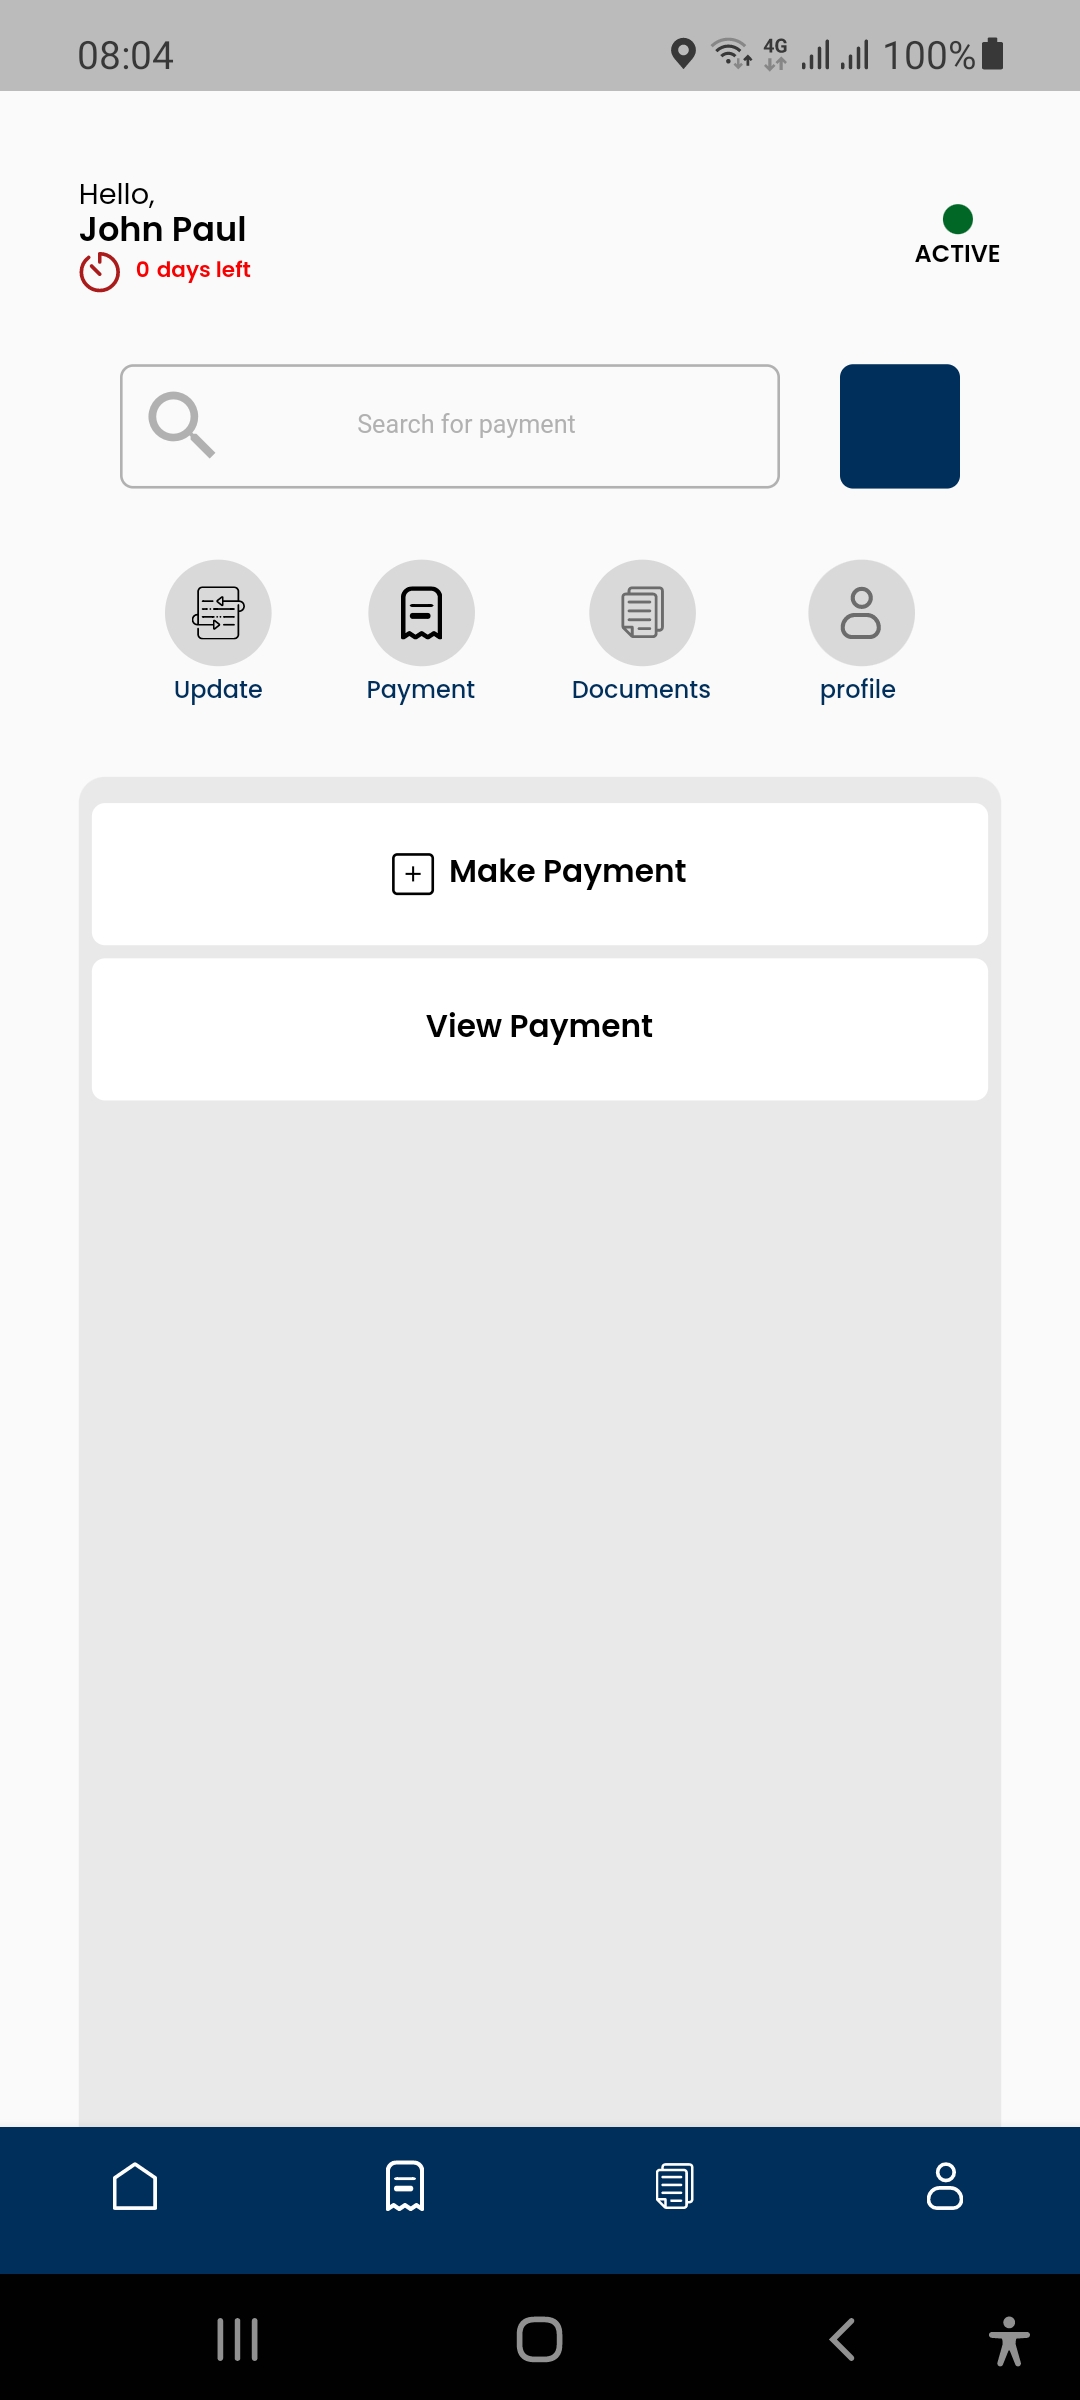 08:04
4G
100%
Hello,
John Paul
0 days left
ACTIVE
Search for payment
Update
Payment
Documents
profile
Make Payment
View Payment